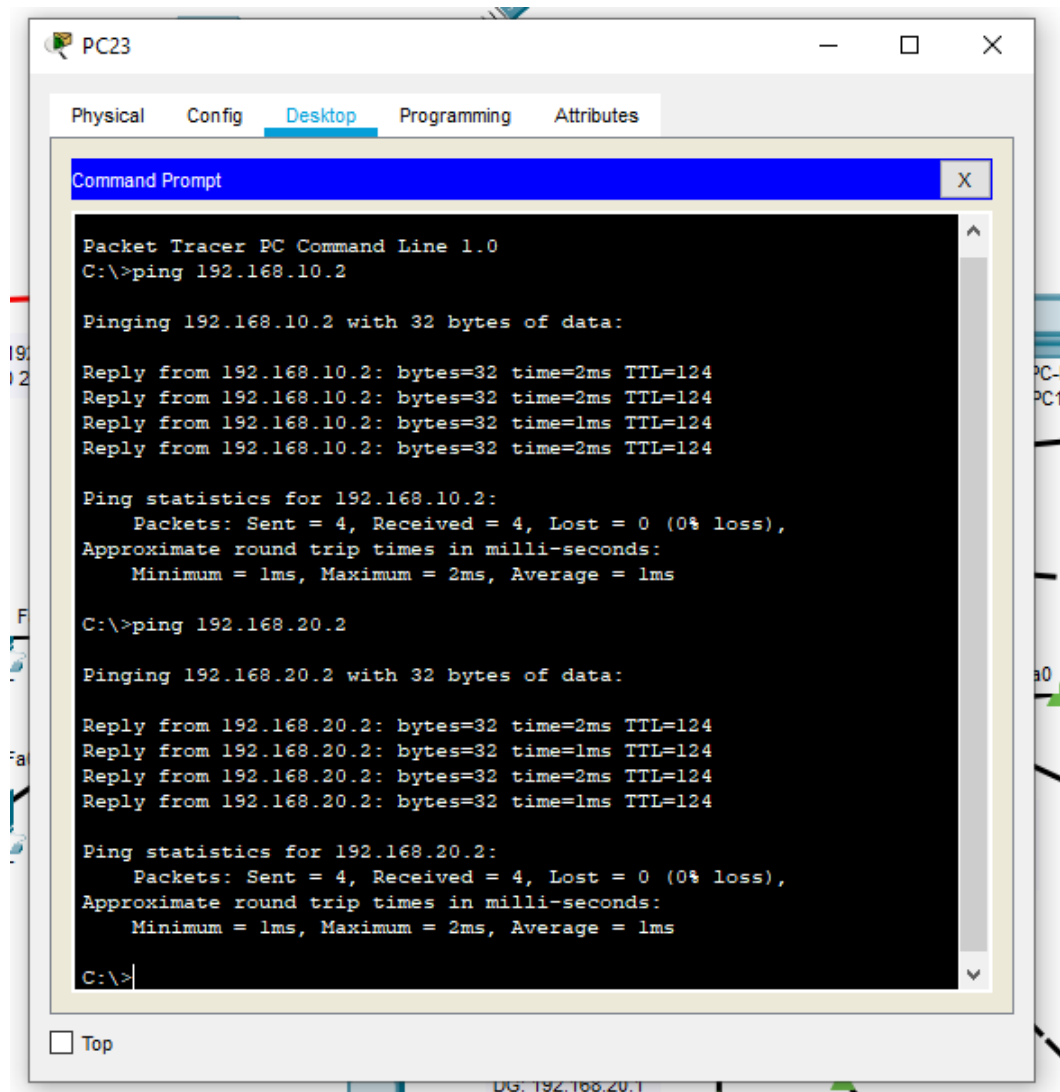 PC23
Physical Config Desktop Programming Attributes
Command Prompt X
Packet Tracer PC Command Line 1.0
C:\>ping 192.168.10.2
Pinging 192.168.10.2 with 32 bytes of data:
Reply from 192.168.10.2: bytes=32 time=2ms TTL=124
Reply from 192.168.10.2: bytes=32 time=2ms TTL=124
Reply from 192.168.10.2: bytes=32 time=1ms TTL=124
Reply from 192.168.10.2: bytes=32 time=2ms TTL=124
Ping statistics for 192.168.10.2:
Packets: Sent = 4, Received = 4, Lost = 0 (0% loss),
Approximate round trip times in milli-seconds:
Minimum = 1ms, Maximum = 2ms, Average = 1ms
C:\>ping 192.168.20.2
Pinging 192.168.20.2 with 32 bytes of data:
Reply from 192.168.20.2: bytes=32 time=2ms TTL=124
Reply from 192.168.20.2: bytes=32 time=1ms TTL=124
Reply from 192.168.20.2: bytes=32 time=2ms TTL=124
Reply from 192.168.20.2: bytes=32 time=1ms TTL=124
Ping statistics for 192.168.20.2:
Packets: Sent = 4, Received = 4, Lost = 0 (0% loss),
Approximate round trip times in milli-seconds:
Minimum = 1ms, Maximum = 2ms, Average = 1ms
C:\>
Top
DG: 192.168.20.1